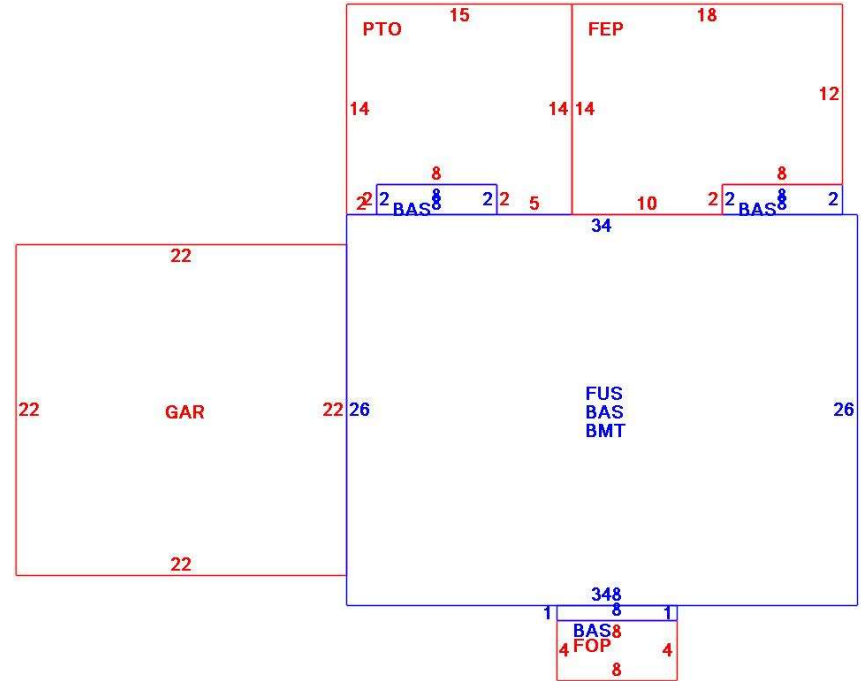 15 18
PTO FEP
12
14 14 14
8 8
2 2 2 8 2 2 5 10 2 2 8 2
BAS 8 BAS 8
34
22
FUS
22 GAR 22 26 BAS 26
BMT
22
348
1 8 1
BAS 8
4 FOP 4
8